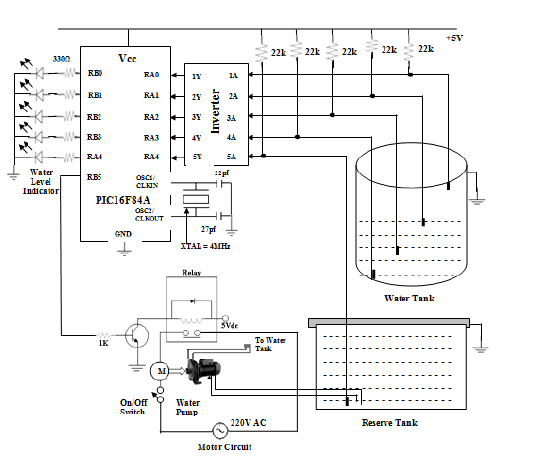 +5V
22k 22k 22k 22k 22k
330Ω
Vcc
RB0 RA0 1Y 1A
RB1 RA1 2Y 2A
RB2 RA2 3Y 3A
RB3 RA3 4Y 4A
RA4 RA4 5Y 5A
Inverter
Water
Level
Indicator
RB5
OSC1/
CLKIN
PIC16F84A
OSC2/
CLKOUT
GND
27pf
XTAL = 4MHz
Water Tank
Relay
5Vdc
1K
To Water
Tank
M
On/Off
Switch
Water
Pump
220V AC
Motor Circuit
Reserve Tank